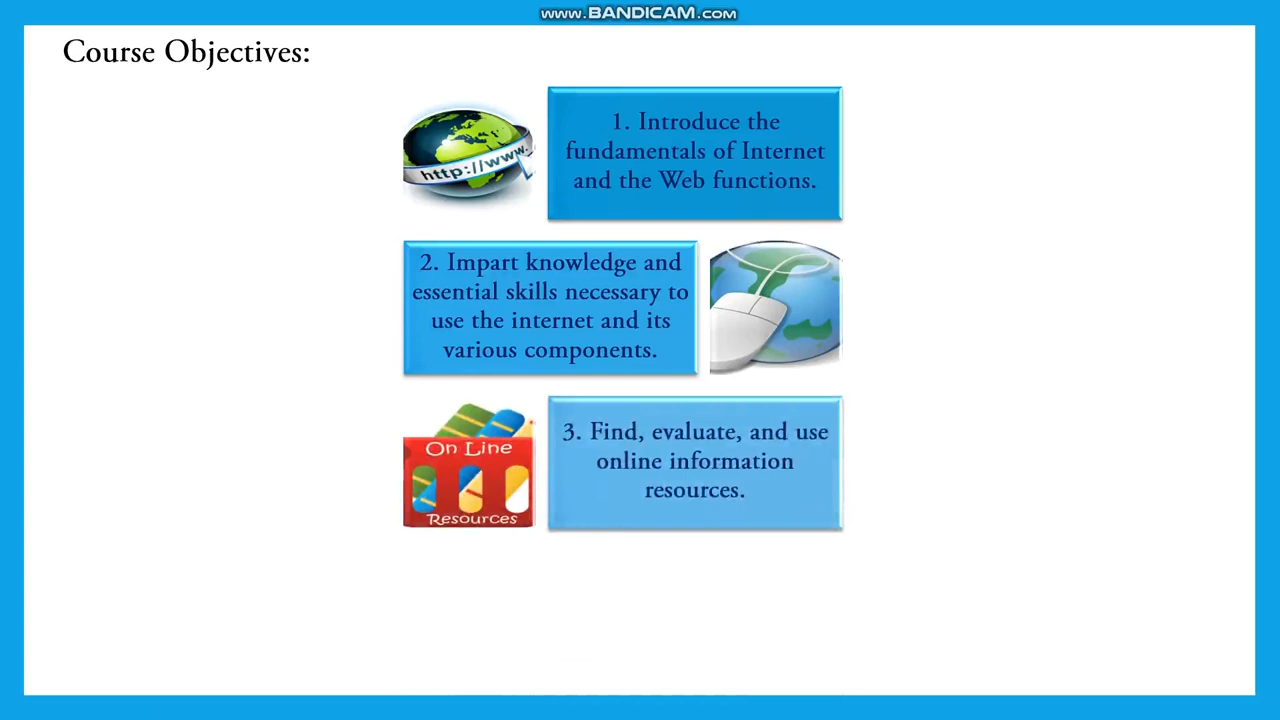 www.BANDICAM.com
Course Objectives:
http://www.
1. Introduce the
fundamentals of Internet
and the Web functions.
2. Impart knowledge and
essential skills necessary to
use the internet and its
various components.
On Line
Resources
3. Find, evaluate, and use
online information
resources.